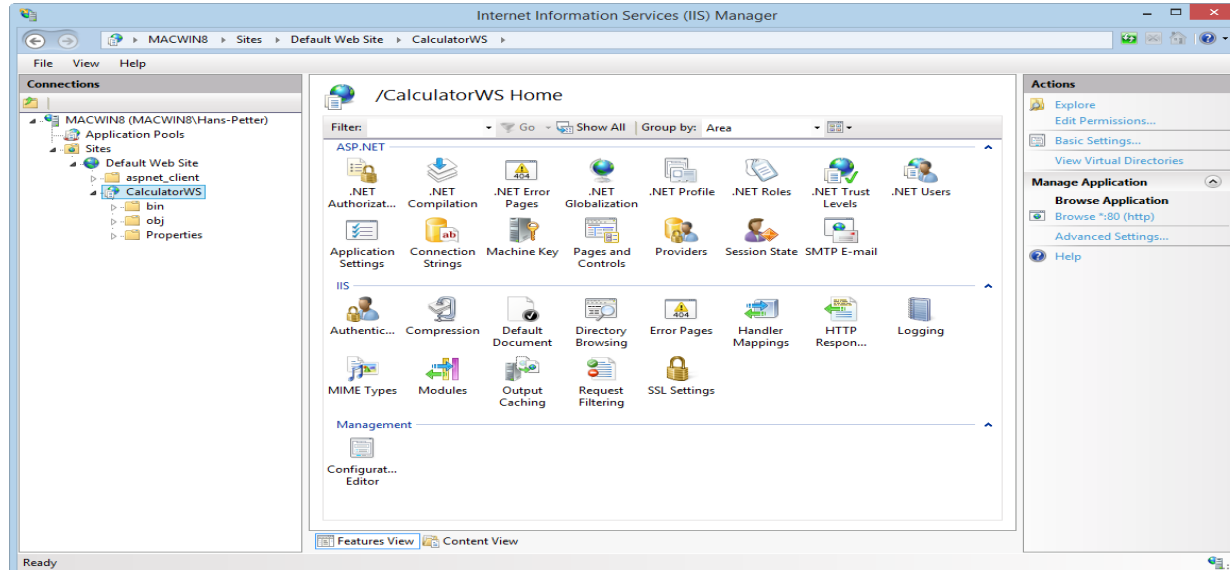 Internet Information Services (IIS) Manager
MACWIN8 Sites Default Web Site CalculatorWS
File View Help
Connections
MACWIN8 (MACWIN8\Hans-Petter)
Application Pools
Sites
Default Web Site
aspnet_client
CalculatorWS
bin
obj
Properties
/CalculatorWS Home
Filter: Go Show All Group by: Area
ASP.NET
.NET Authorizat...
.NET Compilation
.NET Error Pages
.NET Globalization
.NET Profile
.NET Roles
.NET Trust Levels
.NET Users
Application Settings
Connection Strings
Machine Key
Pages and Controls
Providers
Session State
SMTP E-mail
IIS
Authentic...
Compression
Default Document
Directory Browsing
Error Pages
Handler Mappings
HTTP Respon...
Logging
MIME Types
Modules
Output Caching
Request Filtering
SSL Settings
Management
Configurat... Editor
Features View Content View
Actions
Explore
Edit Permissions...
Basic Settings...
View Virtual Directories
Manage Application
Browse Application
Browse *:80 (http)
Advanced Settings...
Help
Ready